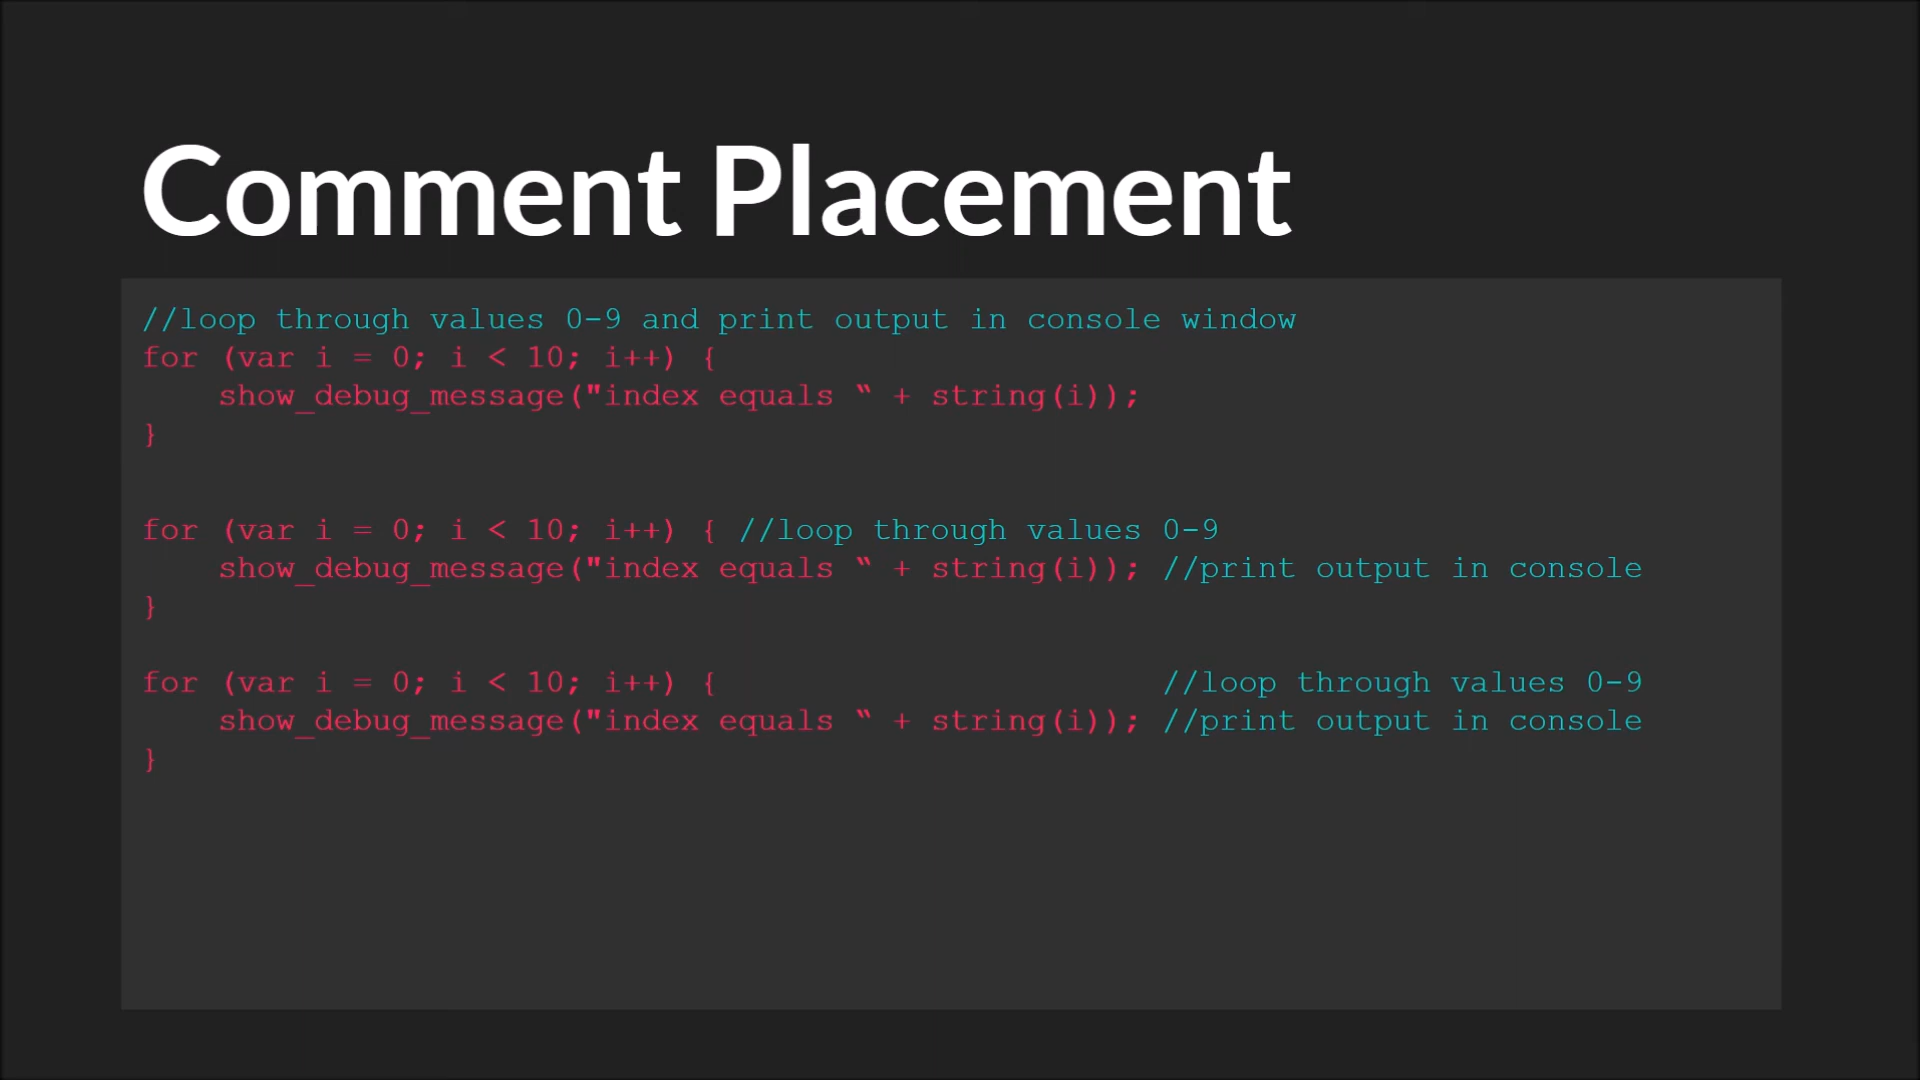 Comment Placement
//loop through values 0-9 and print output in console window
for (var i = 0; i < 10; i++) {
    show_debug_message("index equals “ + string(i));
}
for (var i = 0; i < 10; i++) { //loop through values 0-9
    show_debug_message("index equals “ + string(i)); //print output in console
}
for (var i = 0; i < 10; i++) {                       //loop through values 0-9
    show_debug_message("index equals “ + string(i)); //print output in console
}